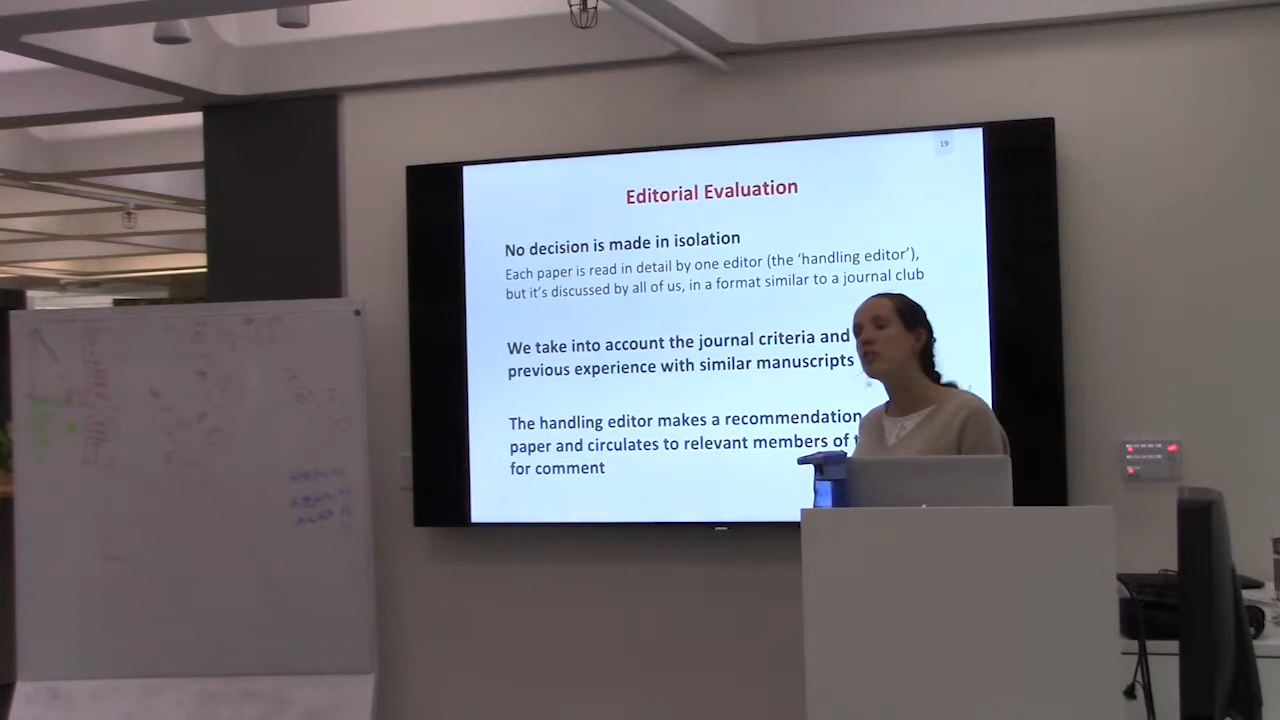 19
Editorial Evaluation
No decision is made in isolation
Each paper is read in detail by one editor (the ‘handling editor’),
but it’s discussed by all of us, in a format similar to a journal club
We take into account the journal criteria and
previous experience with similar manuscripts
The handling editor makes a recommendation
paper and circulates to relevant members of
for comment